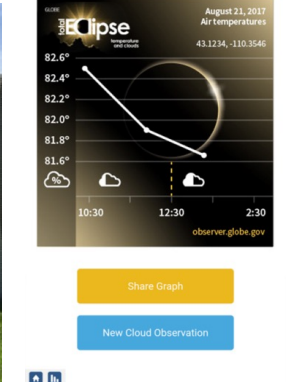 GLOBE
total
EClipse
temperature
and clouds
August 21, 2017
Air temperatures
43.1234, -110.3546
82.6°
82.4°
82.2°
82.0°
81.8°
81.6°
%
10:30
12:30
2:30
observer.globe.gov
Share Graph
New Cloud Observation